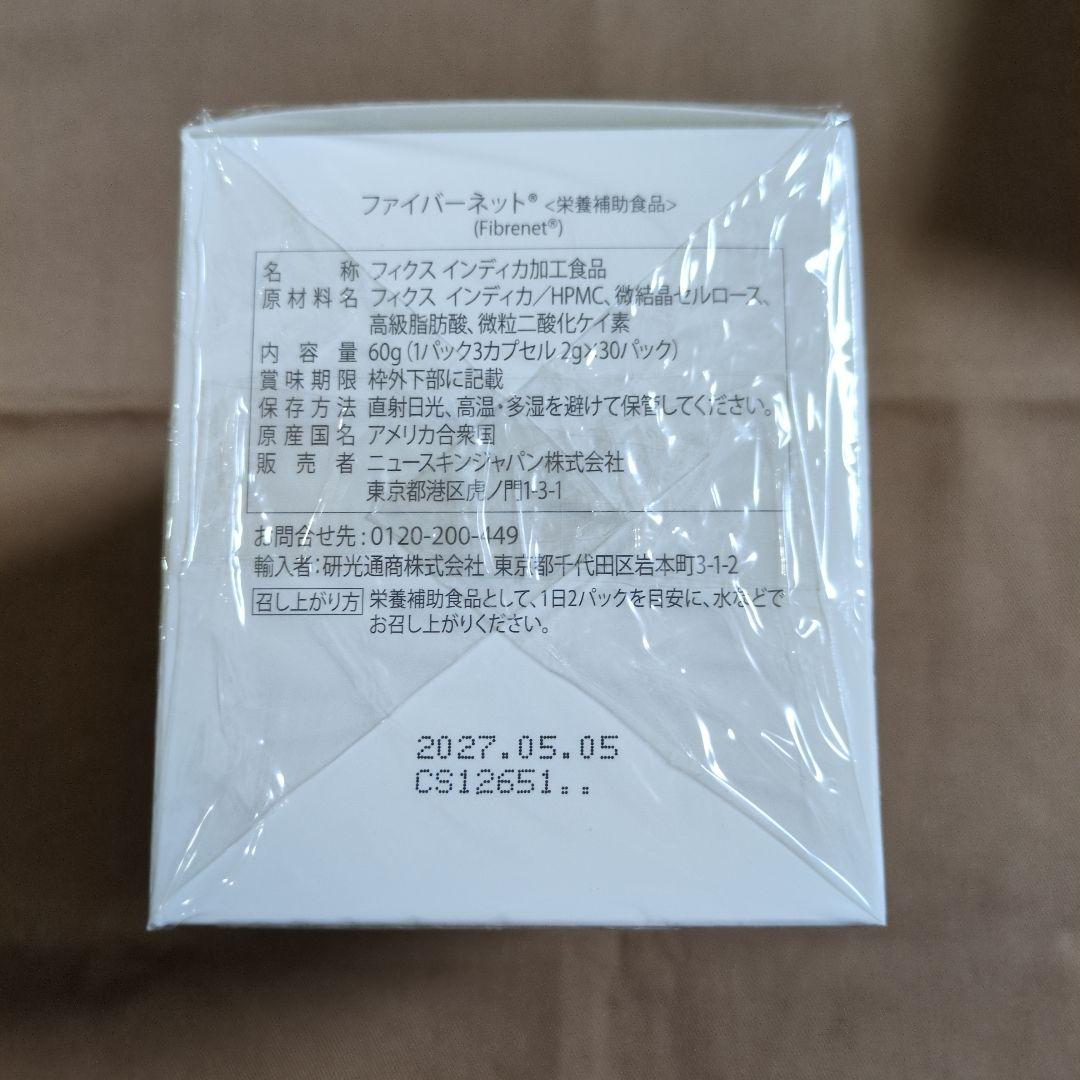 ファイバーネット® <栄養補助食品>
(Fibrenet®)
名称 フィクス インディカ加工食品
原材料名 フィクス インディカ/HPMC、微結晶セルロース、
高級脂肪酸、微粒二酸化ケイ素
内容量 60g(1パック3カプセル 2g×30パック)
賞味期限 枠外下部に記載
保存方法 直射日光、高温・多湿を避けて保管してください。
原産国名 アメリカ合衆国
販売者 ニュースキンジャパン株式会社
東京都港区虎ノ門1-3-1
お問合せ先:0120-200-449
輸入者:研光通商株式会社 東京都千代田区岩本町3-1-2
召し上がり方 栄養補助食品として、1日2パックを目安に、水などで
お召し上がりください。
2027.05.05
CS12651..